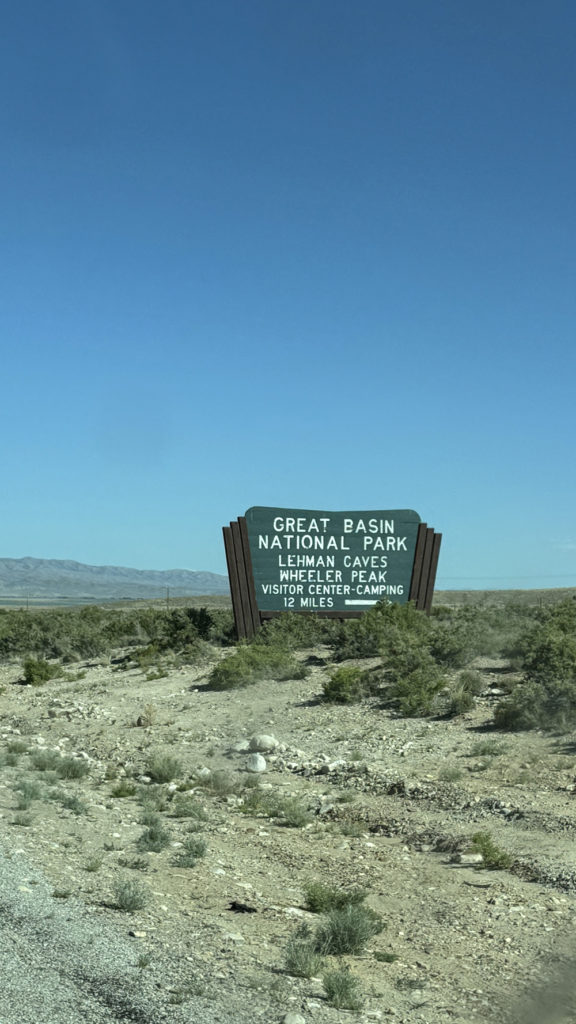 GREAT BASIN
NATIONAL PARK
LEHMAN CAVES
WHEELER PEAK
VISITOR CENTER-CAMPING
12 MILES